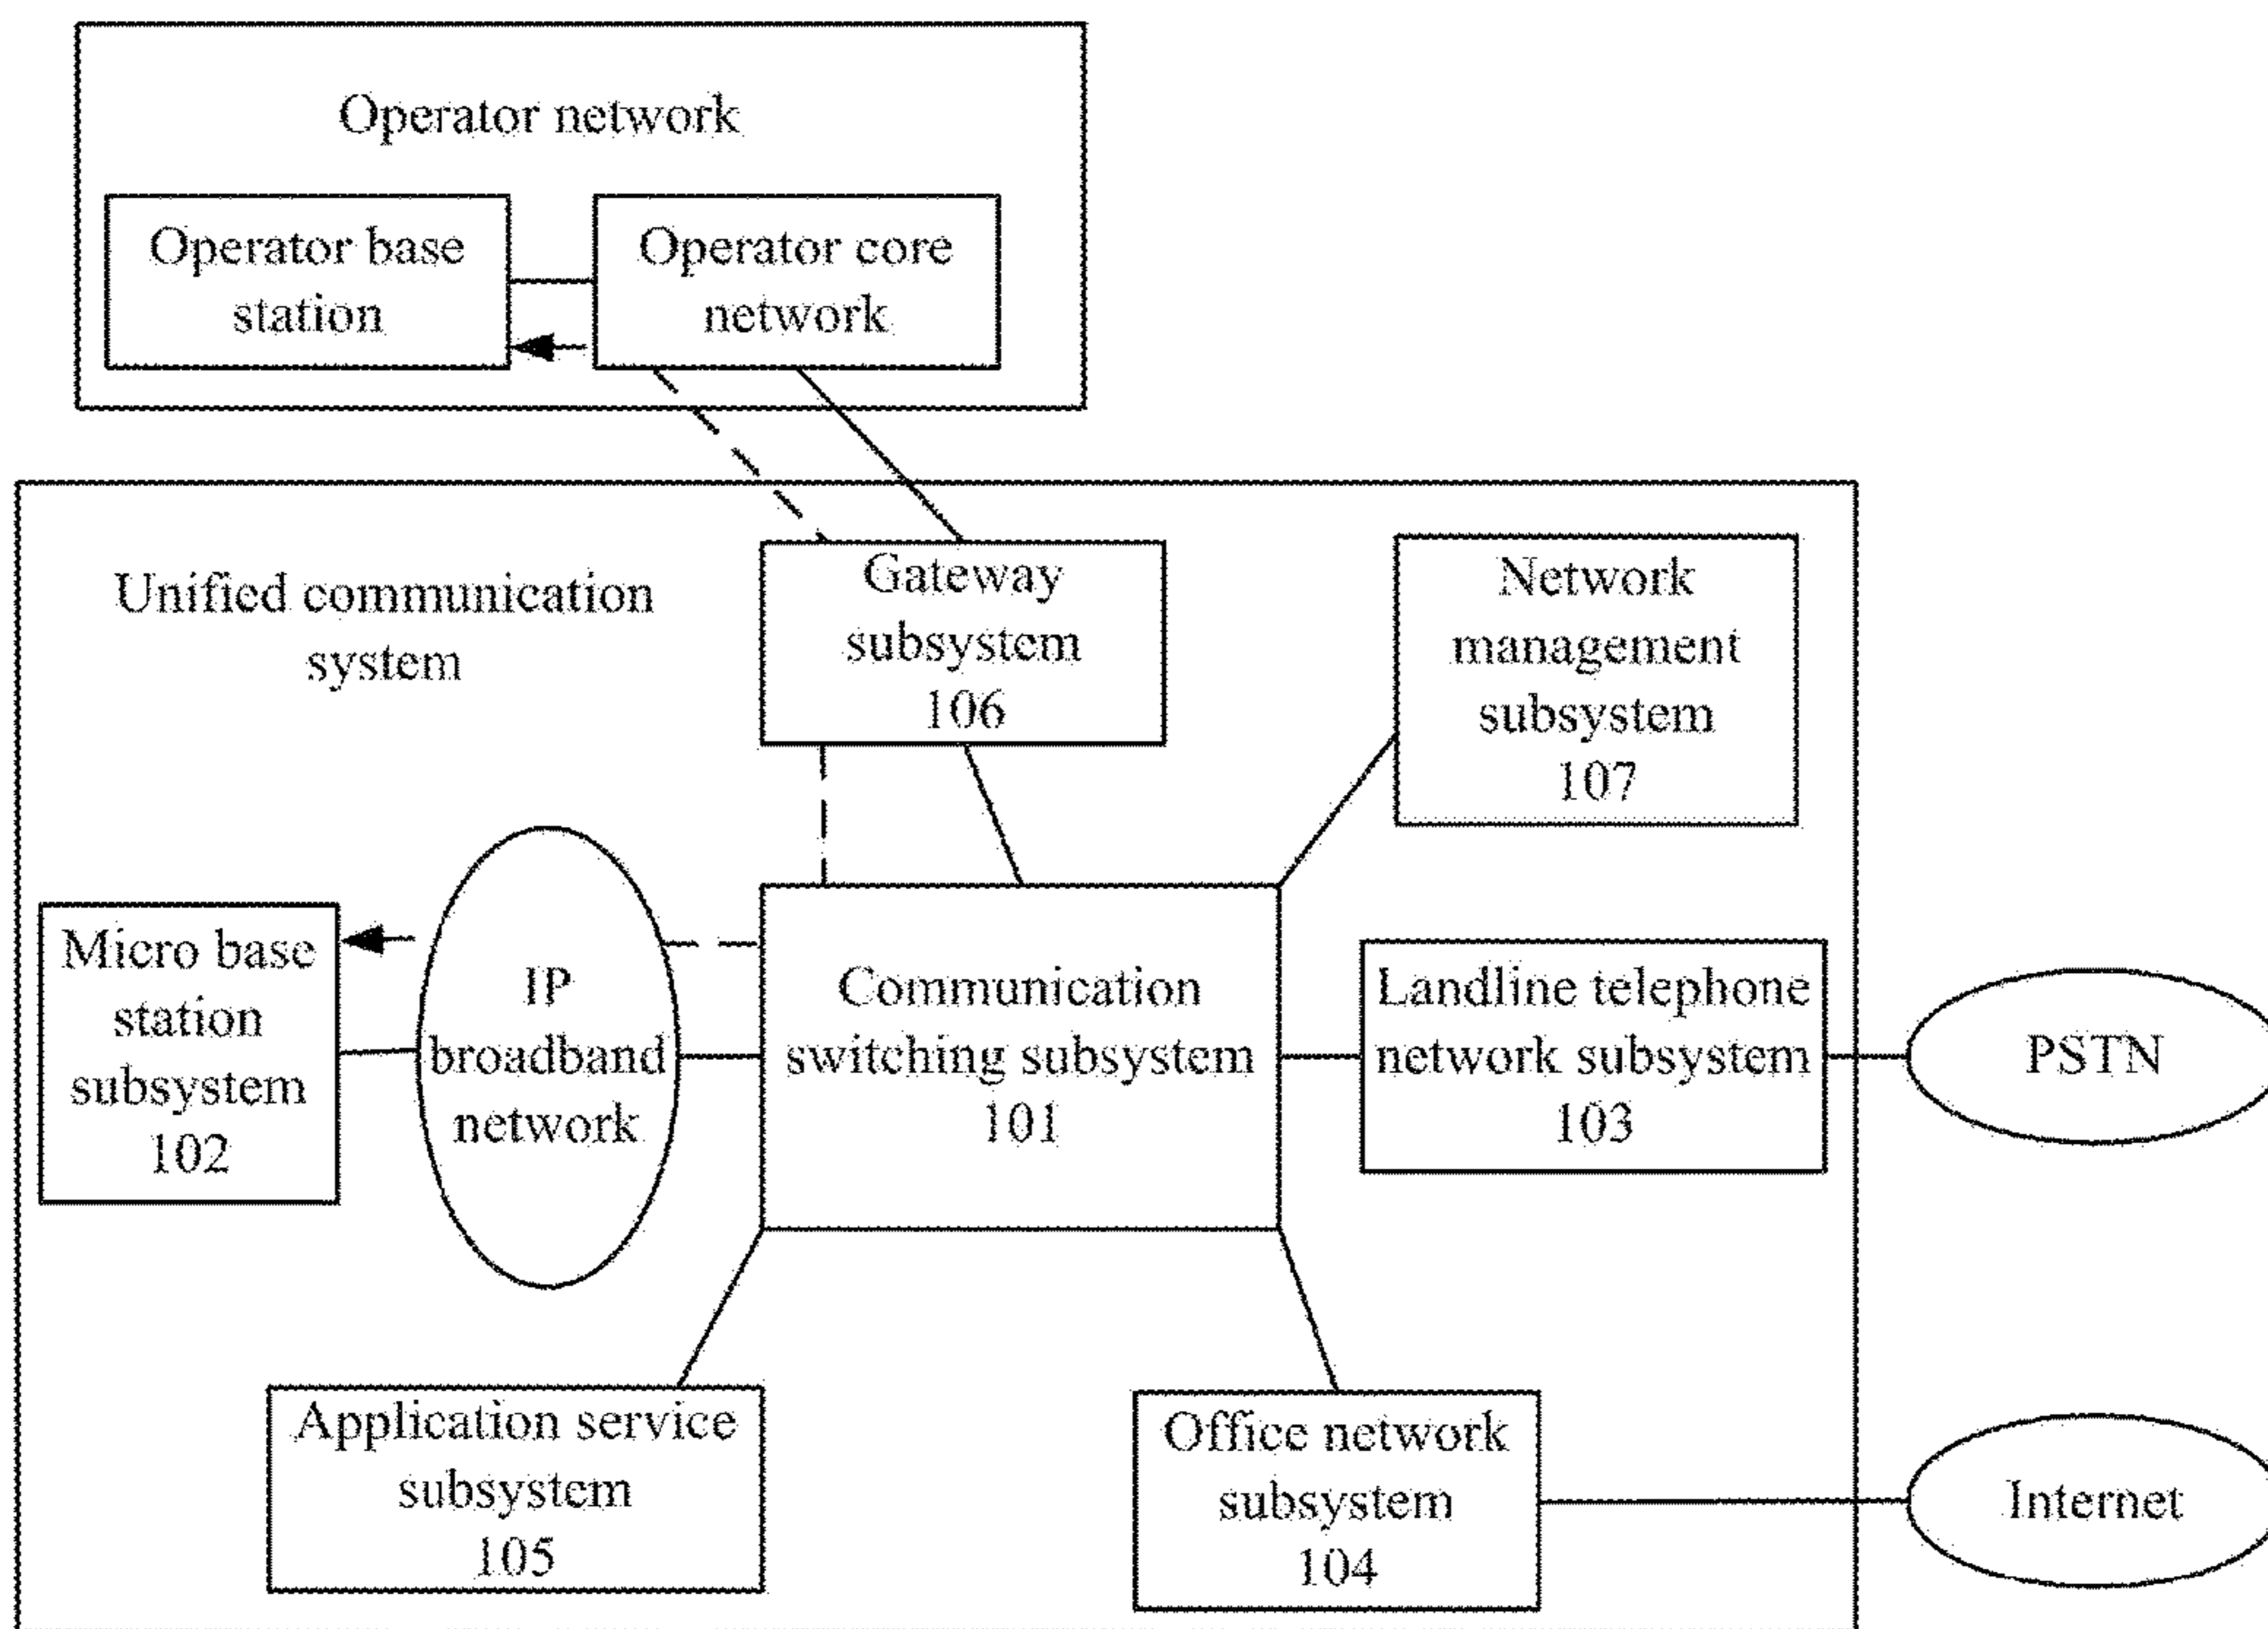 Operator network
Operator base
station
Operator core
network
Unified communication
system
Gateway
subsystem
106
Network
management
subsystem
107
Micro base
station
subsystem
102
IP
broadband
network
Communication
switching subsystem
101
Landline telephone
network subsystem
103
PSTN
Application service
subsystem
105
Office network
subsystem
104
Internet